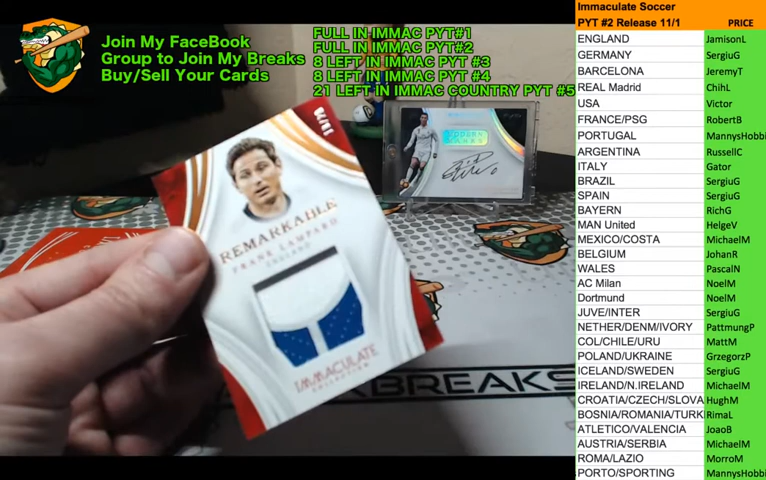 Join My FaceBook
Group to Join My Breaks
Buy/Sell Your Cards
FULL IN IMMAC PYT#1
FULL IN IMMAC PYT#2
8 LEFT IN IMMAC PYT #3
8 LEFT IN IMMAC PYT #4
21 LEFT IN IMMAC COUNTRY PYT #5
REMARKABLE
FRANK LAMPARD
ENGLAND
IMMACULATE
COLLECTION
BREAKS
Immaculate Soccer
PYT #2 Release 11/1 PRICE
ENGLAND JamisonL
GERMANY SergiuG
BARCELONA JeremyT
REAL Madrid ChihL
USA Victor
FRANCE/PSG RobertB
PORTUGAL MannysHobbi
ARGENTINA RussellC
ITALY Gator
BRAZIL SergiuG
SPAIN SergiuG
BAYERN RichG
MAN United HelgeV
MEXICO/COSTA MichaelM
BELGIUM JohanR
WALES PascalN
AC Milan NoelM
Dortmund NoelM
JUVE/INTER SergiuG
NETHER/DENM/IVORY PattmungP
COL/CHILE/URU MattM
POLAND/UKRAINE GrzegorzP
ICELAND/SWEDEN SergiuG
IRELAND/N.IRELAND MichaelM
CROATIA/CZECH/SLOVA HughM
BOSNIA/ROMANIA/TURK RimaL
ATLETICO/VALENCIA JoaoB
AUSTRIA/SERBIA MichaelM
ROMA/LAZIO MorroM
PORTO/SPORTING MannysHobbi